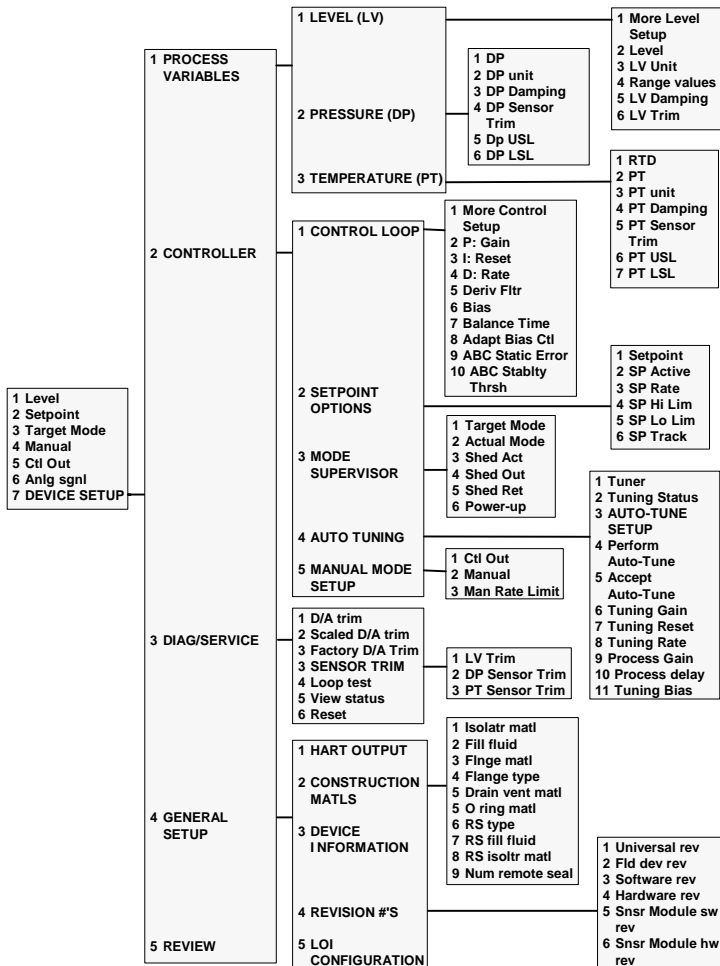 1 Level
2 Setpoint
3 Target Mode
4 Manual
5 Ctl Out
6 Anlg sgnl
7 DEVICE SETUP
1 PROCESS
VARIABLES
2 CONTROLLER
3 DIAG/SERVICE
4 GENERAL
SETUP
5 REVIEW
1 LEVEL (LV)
2 PRESSURE (DP)
3 TEMPERATURE (PT)
1 More Level
Setup
2 Level
3 LV Unit
4 Range values
5 LV Damping
6 LV Trim
1 DP
2 DP unit
3 DP Damping
4 DP Sensor
Trim
5 Dp USL
6 DP LSL
1 RTD
2 PT
3 PT unit
4 PT Damping
5 PT Sensor
Trim
6 PT USL
7 PT LSL
1 CONTROL LOOP
2 SETPOINT
OPTIONS
3 MODE
SUPERVISOR
4 AUTO TUNING
5 MANUAL MODE
SETUP
1 More Control
Setup
2 P: Gain
3 I: Reset
4 D: Rate
5 Deriv Fltr
6 Bias
7 Balance Time
8 Adapt Bias Ctl
9 ABC Static Error
10 ABC Stablty
Thrsh
1 Setpoint
2 SP Active
3 SP Rate
4 SP Hi Lim
5 SP Lo Lim
6 SP Track
1 Target Mode
2 Actual Mode
3 Shed Act
4 Shed Out
5 Shed Ret
6 Power-up
1 Tuner
2 Tuning Status
3 AUTO-TUNE
SETUP
4 Perform
Auto-Tune
5 Accept
Auto-Tune
6 Tuning Gain
7 Tuning Reset
8 Tuning Rate
9 Process Gain
10 Process delay
11 Tuning Bias
1 Ctl Out
2 Manual
3 Man Rate Limit
1 D/A trim
2 Scaled D/A trim
3 Factory D/A Trim
3 SENSOR TRIM
4 Loop test
5 View status
6 Reset
1 LV Trim
2 DP Sensor Trim
3 PT Sensor Trim
1 HART OUTPUT
2 CONSTRUCTION
MATLS
3 DEVICE
INFORMATION
4 REVISION #'S
5 LOI
CONFIGURATION
1 Isolatr matl
2 Fill fluid
3 Flnge matl
4 Flange type
5 Drain vent matl
5 O ring matl
6 RS type
7 RS fill fluid
8 RS isoltr matl
9 Num remote seal
1 Universal rev
2 Fld dev rev
3 Software rev
4 Hardware rev
5 Snsr Module sw
rev
6 Snsr Module hw
rev